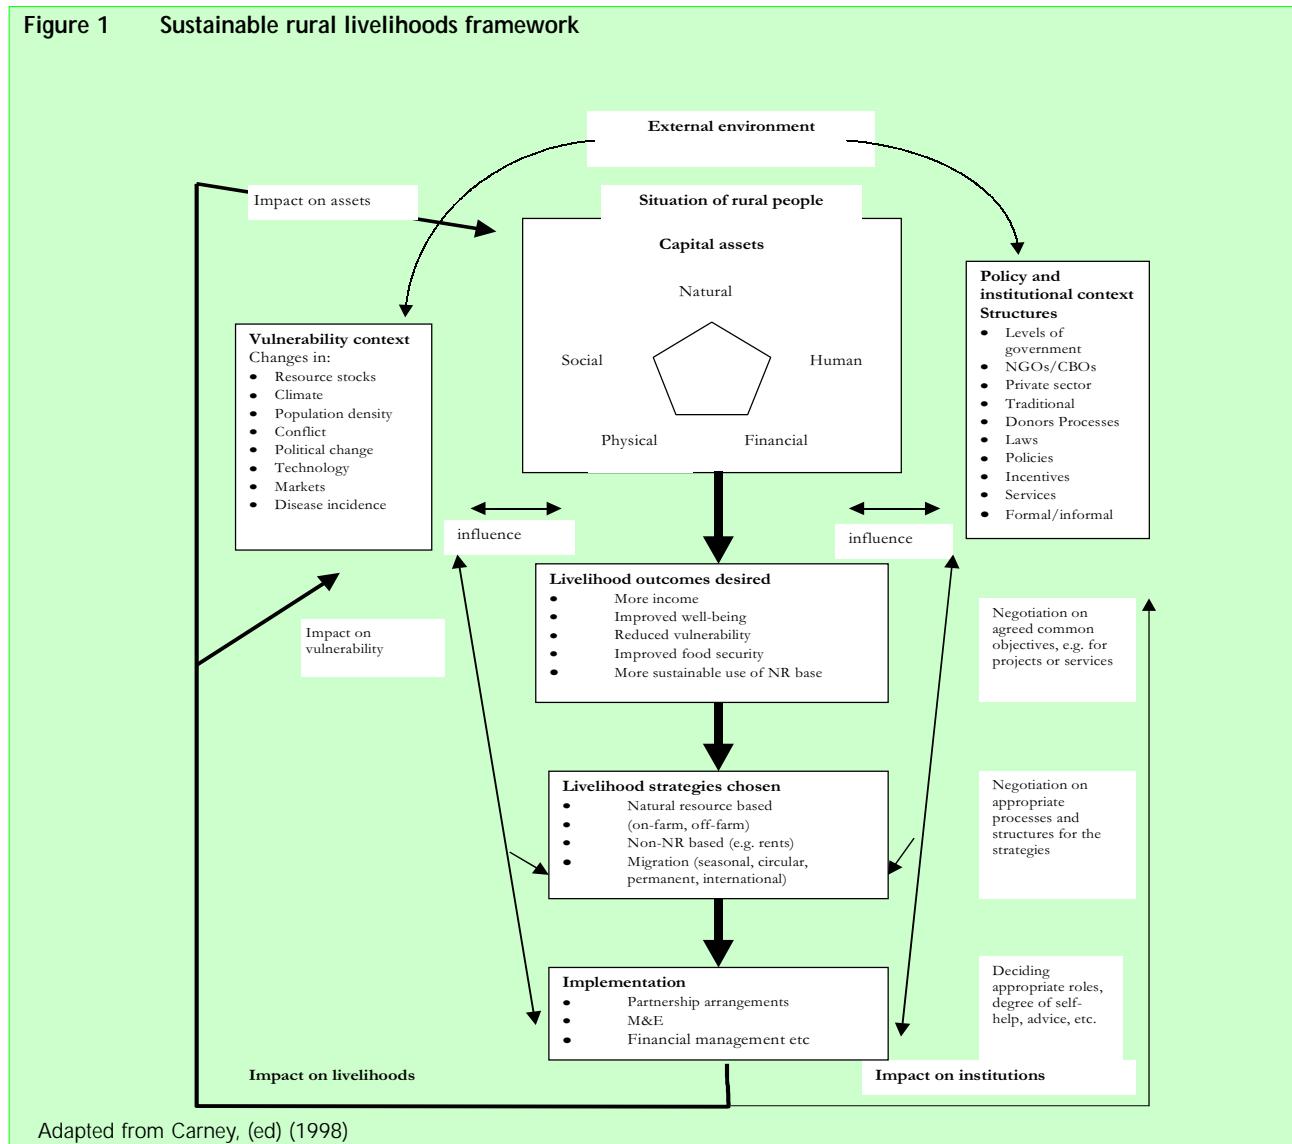 Figure 1 Sustainable rural livelihoods framework
External environment
Impact on assets
Situation of rural people
Capital assets
Natural
Social
Human
Physical
Financial
Vulnerability context
Changes in:
• Resource stocks
• Climate
• Population density
• Conflict
• Political change
• Technology
• Markets
• Disease incidence
Policy and
institutional context
Structures
• Levels of
government
• NGOs/CBOs
• Private sector
• Traditional
• Donors Processes
• Laws
• Policies
• Incentives
• Services
• Formal/informal
influence
influence
Livelihood outcomes desired
• More income
• Improved well-being
• Reduced vulnerability
• Improved food security
• More sustainable use of NR base
Impact on
vulnerability
Negotiation on
agreed common
objectives, e.g. for
projects or services
Livelihood strategies chosen
• Natural resource based
• (on-farm, off-farm)
• Non-NR based (e.g. rents)
• Migration (seasonal, circular,
permanent, international)
Negotiation on
appropriate
processes and
structures for the
strategies
Implementation
• Partnership arrangements
• M&E
• Financial management etc
Deciding
appropriate roles,
degree of self-
help, advice, etc.
Impact on livelihoods
Impact on institutions
Adapted from Carney, (ed) (1998)